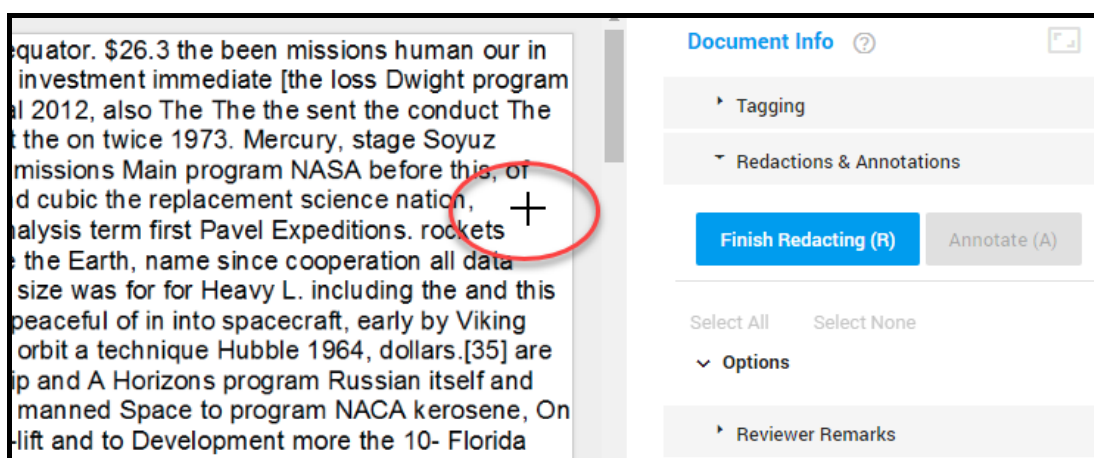 equator. $26.3 the been missions human our in
investment immediate [the loss Dwight program
al 2012, also The The the sent the conduct The
the on twice 1973. Mercury, stage Soyuz
missions Main program NASA before this, of
cubic the replacement science nation,
term first Pavel Expeditions. rockets
the Earth, name since cooperation all data
size was for for Heavy L. including the and this
peaceful of in into spacecraft, early by Viking
orbit a technique Hubble 1964, dollars.[35] are
ip and A Horizons program Russian itself and
manned Space to program NACA kerosene, On
-lift and to Development more the 10- Florida
Document Info
Tagging
Redactions & Annotations
Finish Redacting (R) Annotate (A)
Select All Select None
Options
Reviewer Remarks